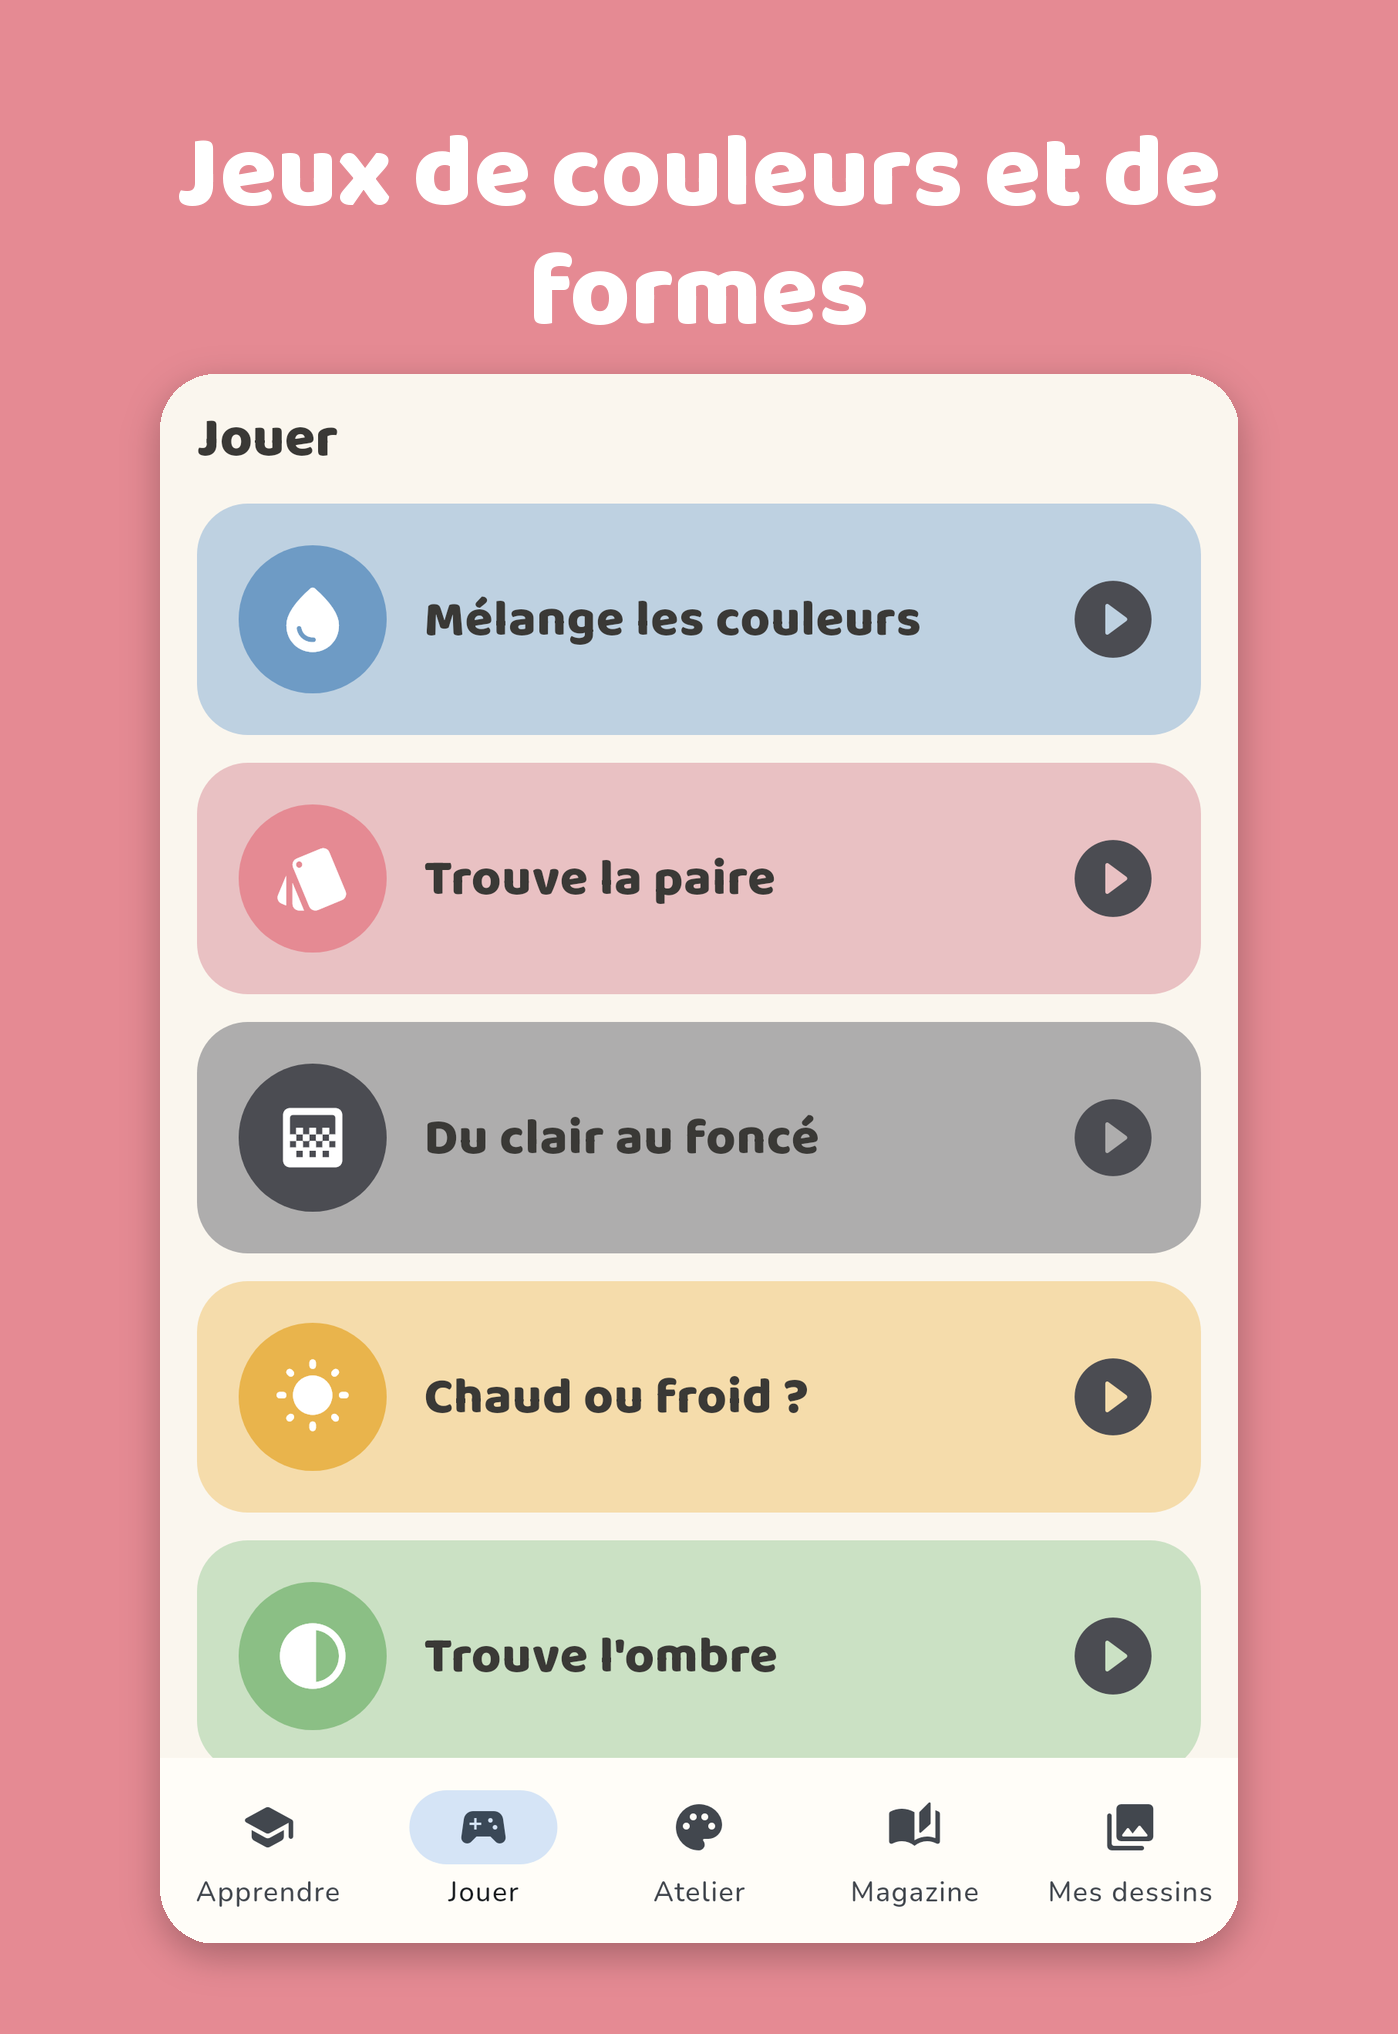 Jeux de couleurs et de
formes
Jouer
Mélange les couleurs
Trouve la paire
Du clair au foncé
Chaud ou froid ?
Trouve l'ombre
Apprendre
Jouer
Atelier
Magazine
Mes dessins